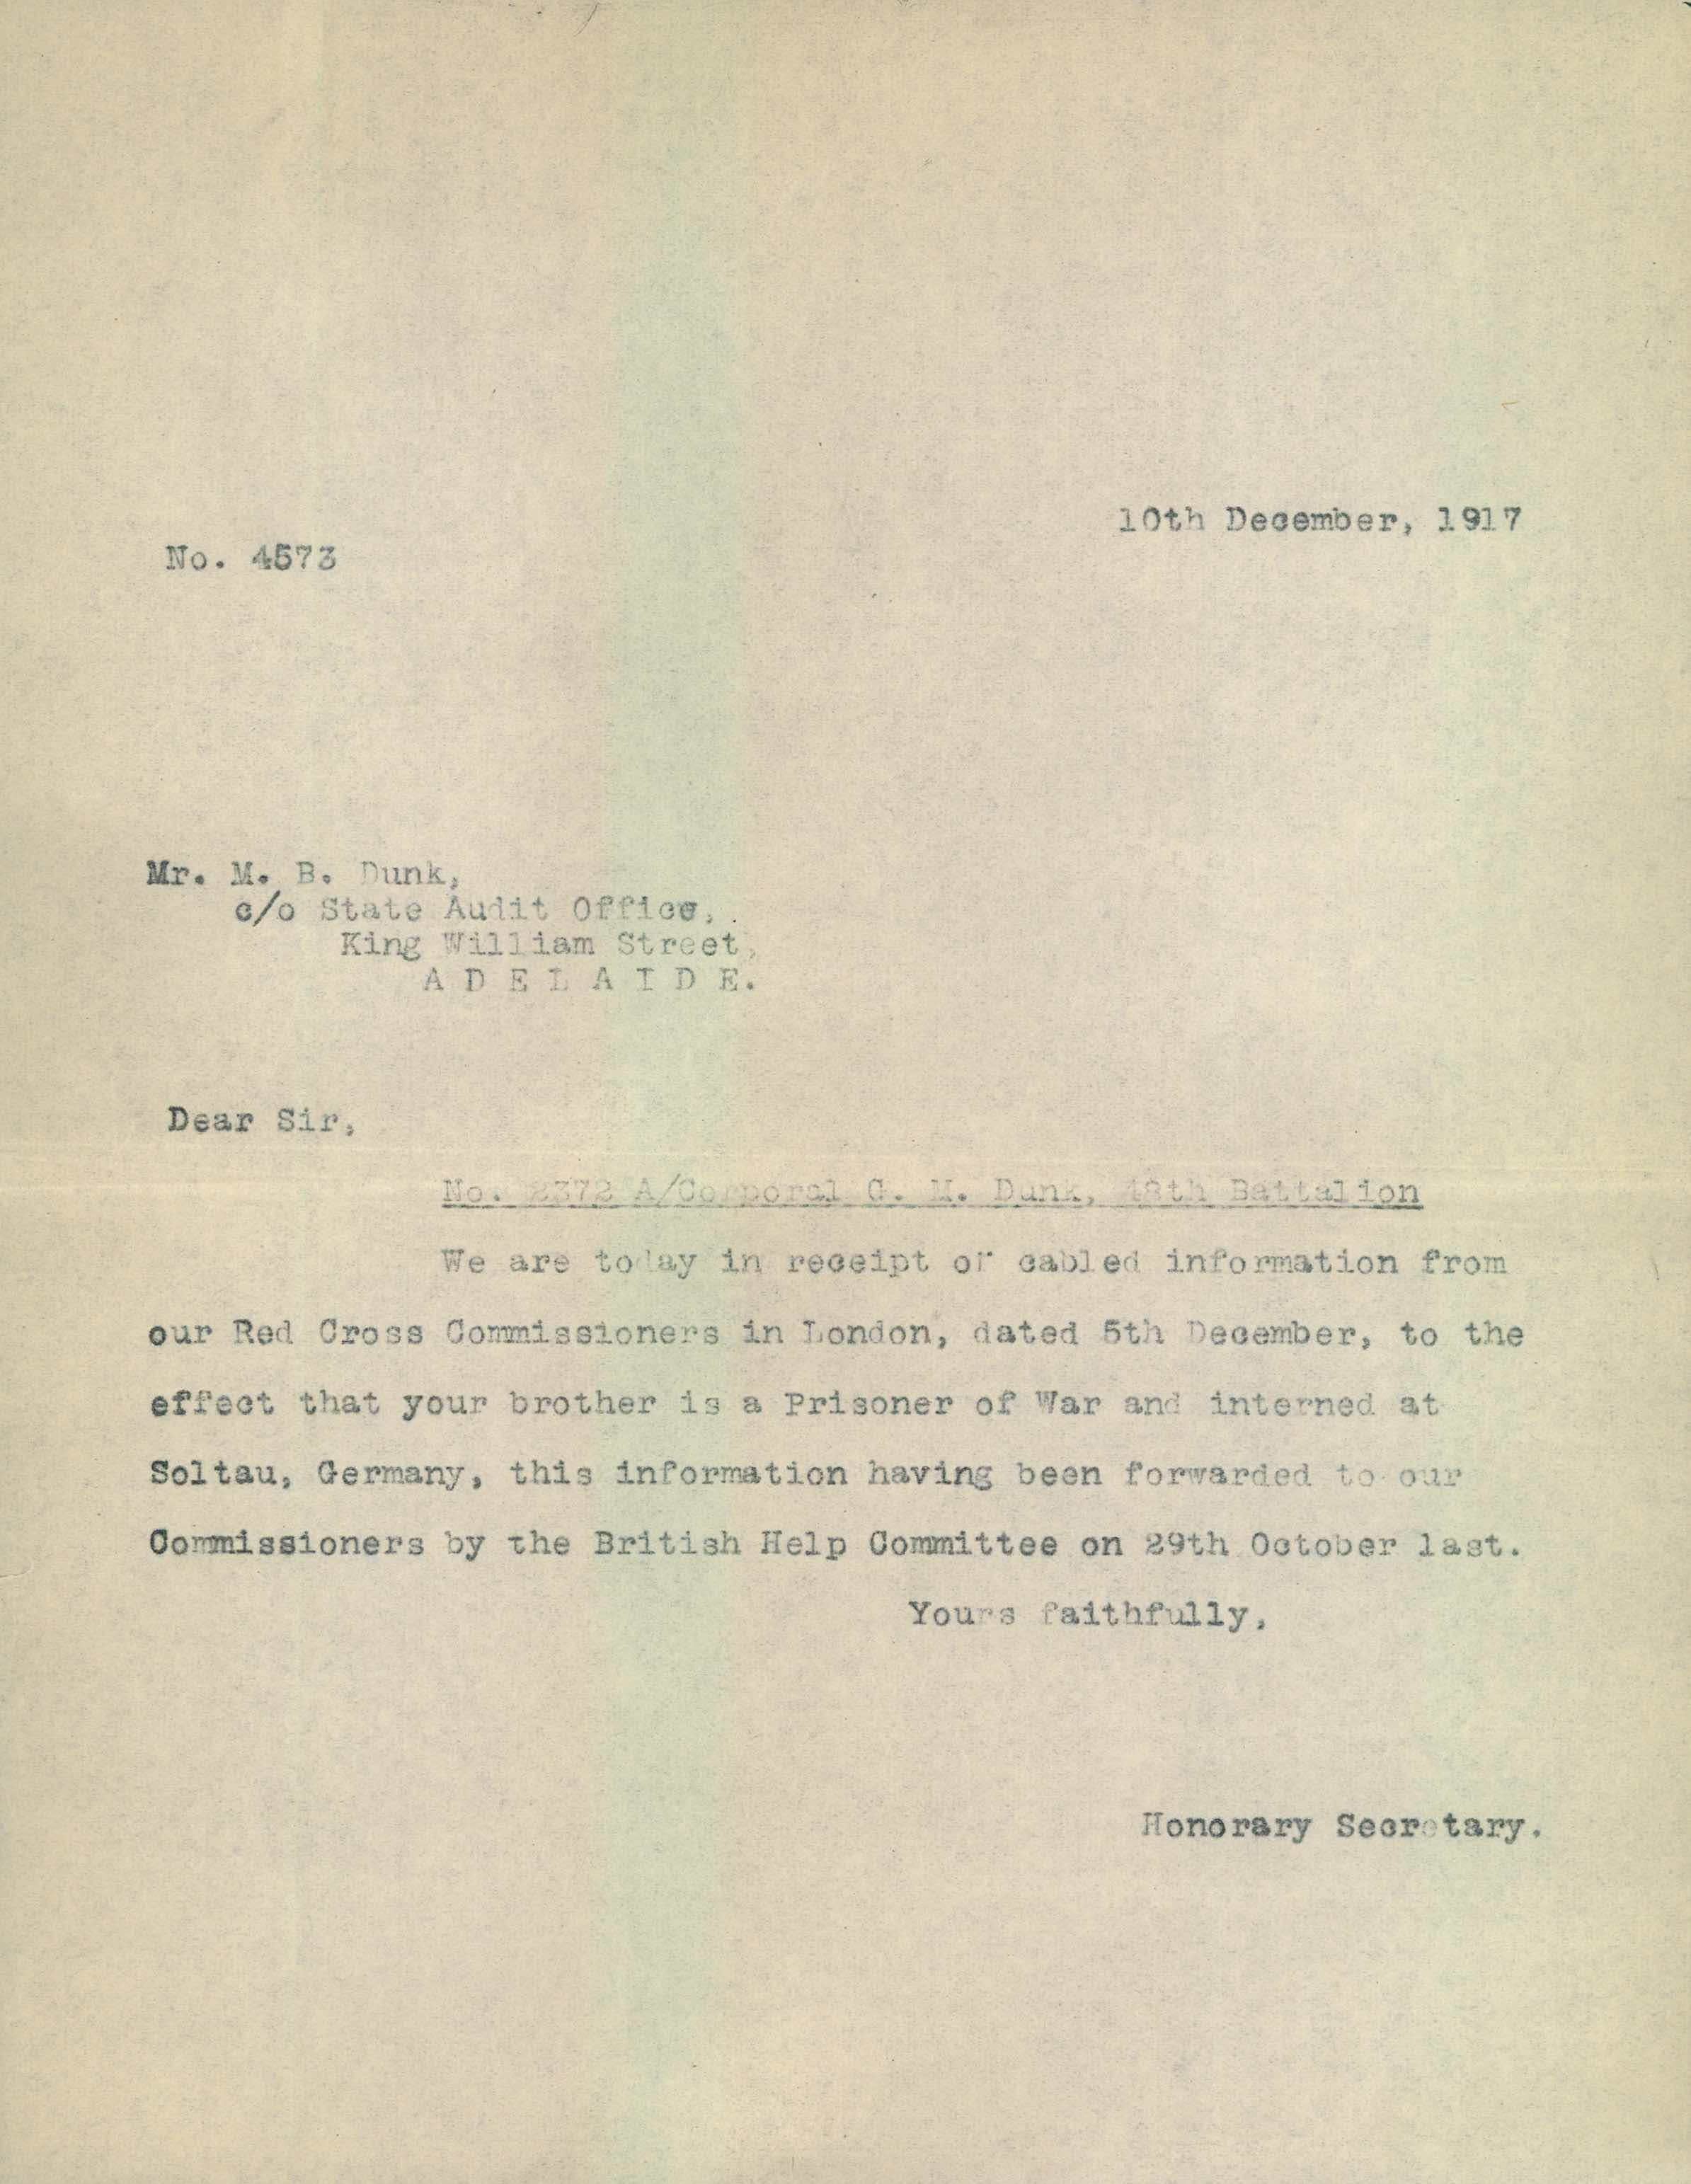 10th December, 1917
No. 4573
Mr. M. B. Dunk,
c/o State Audit Office,
King William Street,
A D E L A I D E.
Dear Sir,
No. 2372 A/Corporal G. M. Dunk, 48th Battalion
We are today in receipt of cabled information from
our Red Cross Commissioners in London, dated 5th December, to the
effect that your brother is a Prisoner of War and interned at
Soltau, Germany, this information having been forwarded to our
Commissioners by the British Help Committee on 29th October last.
Yours faithfully,
Honorary Secretary.